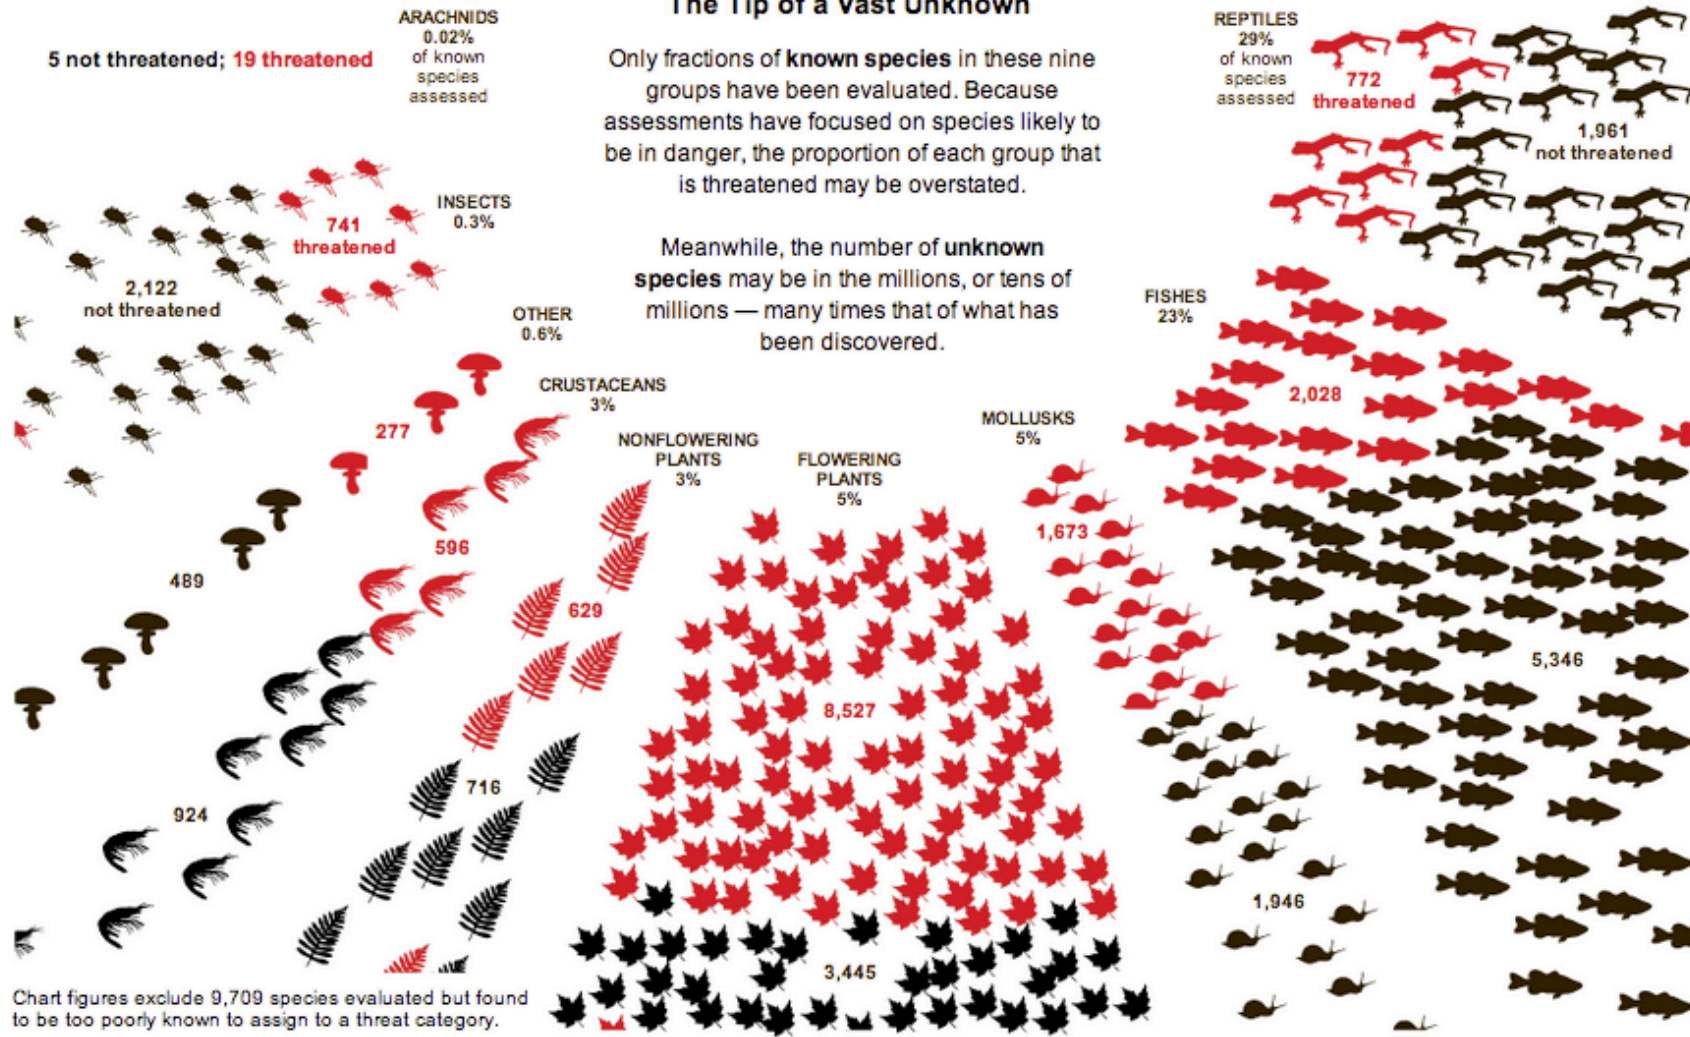 The Tip of a Vast Unknown
Only fractions of known species in these nine
groups have been evaluated. Because
assessments have focused on species likely to
be in danger, the proportion of each group that
is threatened may be overstated.
Meanwhile, the number of unknown
species may be in the millions, or tens of
millions — many times that of what has
been discovered.
5 not threatened; 19 threatened
ARACHNIDS
0.02%
of known
species
assessed
INSECTS
0.3%
741
threatened
2,122
not threatened
OTHER
0.6%
277
489
CRUSTACEANS
3%
596
924
NONFLOWERING
PLANTS
3%
629
716
FLOWERING
PLANTS
5%
8,527
3,445
MOLLUSKS
5%
1,673
1,946
FISHES
23%
2,028
5,346
REPTILES
29%
of known
species
assessed
772
threatened
1,961
not threatened
Chart figures exclude 9,709 species evaluated but found
to be too poorly known to assign to a threat category.